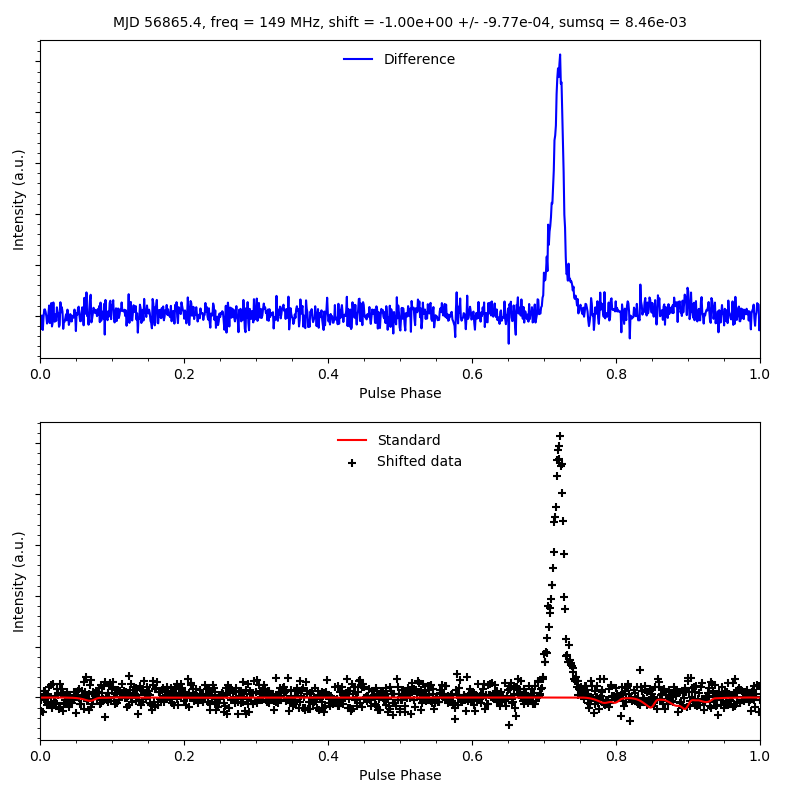 MJD 56865.4, freq = 149 MHz, shift = -1.00e+00 +/- -9.77e-04, sumsq = 8.46e-03
Difference
Intensity (a.u.)
0.0 0.2 0.4 0.6 0.8 1.0
Pulse Phase
Standard
Shifted data
Intensity (a.u.)
0.0 0.2 0.4 0.6 0.8 1.0
Pulse Phase